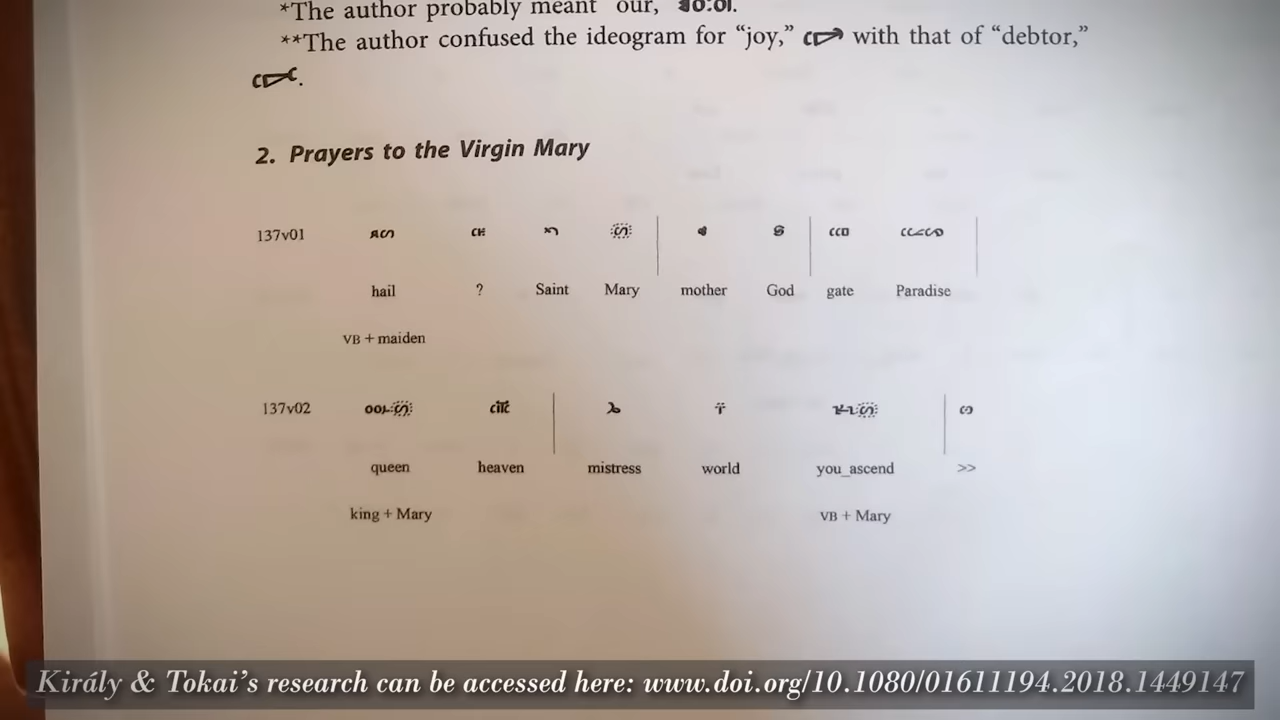 *The author probably meant "our,"
**The author confused the ideogram for “joy,” with that of “debtor,”
.
2. Prayers to the Virgin Mary
137v01
hail ? Saint Mary mother God gate Paradise
VB + maiden
137v02
queen heaven mistress world you_ascend >>
king + Mary VB + Mary
Király & Tokai’s research can be accessed here: www.doi.org/10.1080/01611194.2018.1449147